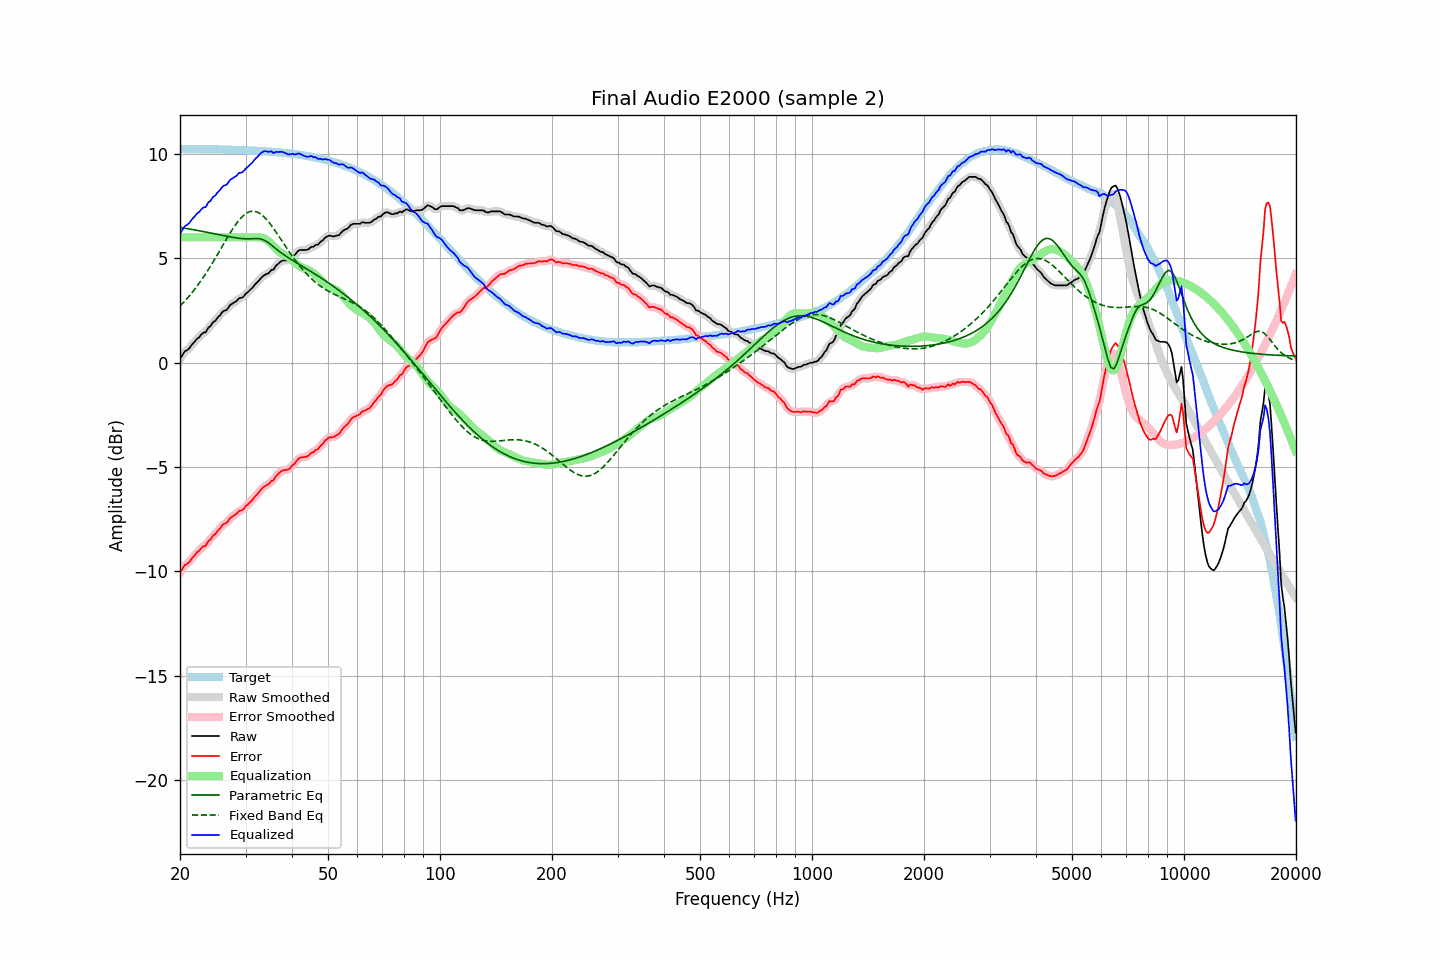 Final Audio E2000 (sample 2)
Amplitude (dBr)
10
5
0
−5
−10
−15
−20
Target
Raw Smoothed
Error Smoothed
Raw
Error
Equalization
Parametric Eq
Fixed Band Eq
Equalized
20 50 100 200 500 1000 2000 5000 10000 20000
Frequency (Hz)